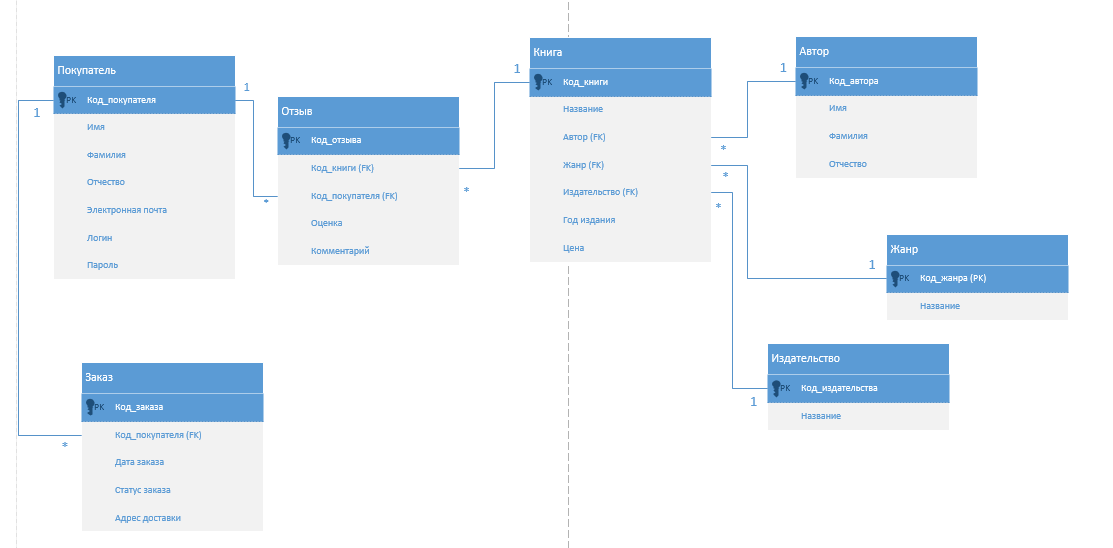 Покупатель
PK Код_покупателя
Имя
Фамилия
Отчество
Электронная почта
Логин
Пароль
1
1
*
Отзыв
PK Код_отзыва
Код_книги (FK)
Код_покупателя (FK)
Оценка
Комментарий
*
1
Книга
PK Код_книги
Название
Автор (FK)
Жанр (FK)
Издательство (FK)
Год издания
Цена
*
*
*
1
Автор
PK Код_автора
Имя
Фамилия
Отчество
1
Жанр
PK Код_жанра (PK)
Название
1
Издательство
PK Код_издательства
Название
*
Заказ
PK Код_заказа
Код_покупателя (FK)
Дата заказа
Статус заказа
Адрес доставки